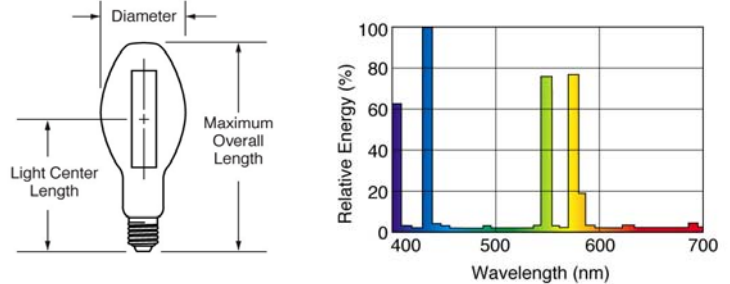 Diameter
Maximum
Overall
Length
Light Center
Length
Relative Energy (%)
100
80
60
40
20
0
400 500 600 700
Wavelength (nm)